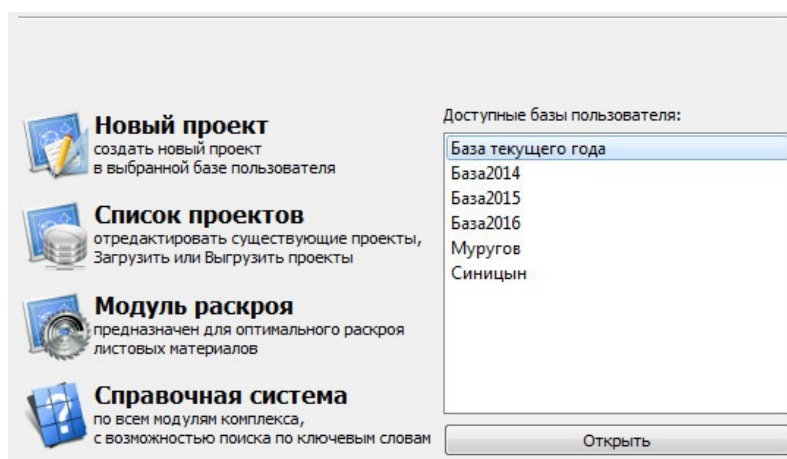 Новый проект
создать новый проект
в выбранной базе пользователя
Список проектов
отредактировать существующие проекты,
Загрузить или Выгрузить проекты
Модуль раскроя
предназначен для оптимального раскроя
листовых материалов
Справочная система
по всем модулям комплекса,
с возможностью поиска по ключевым словам
Доступные базы пользователя:
База текущего года
База2014
База2015
База2016
Муругов
Синицын
Открыть